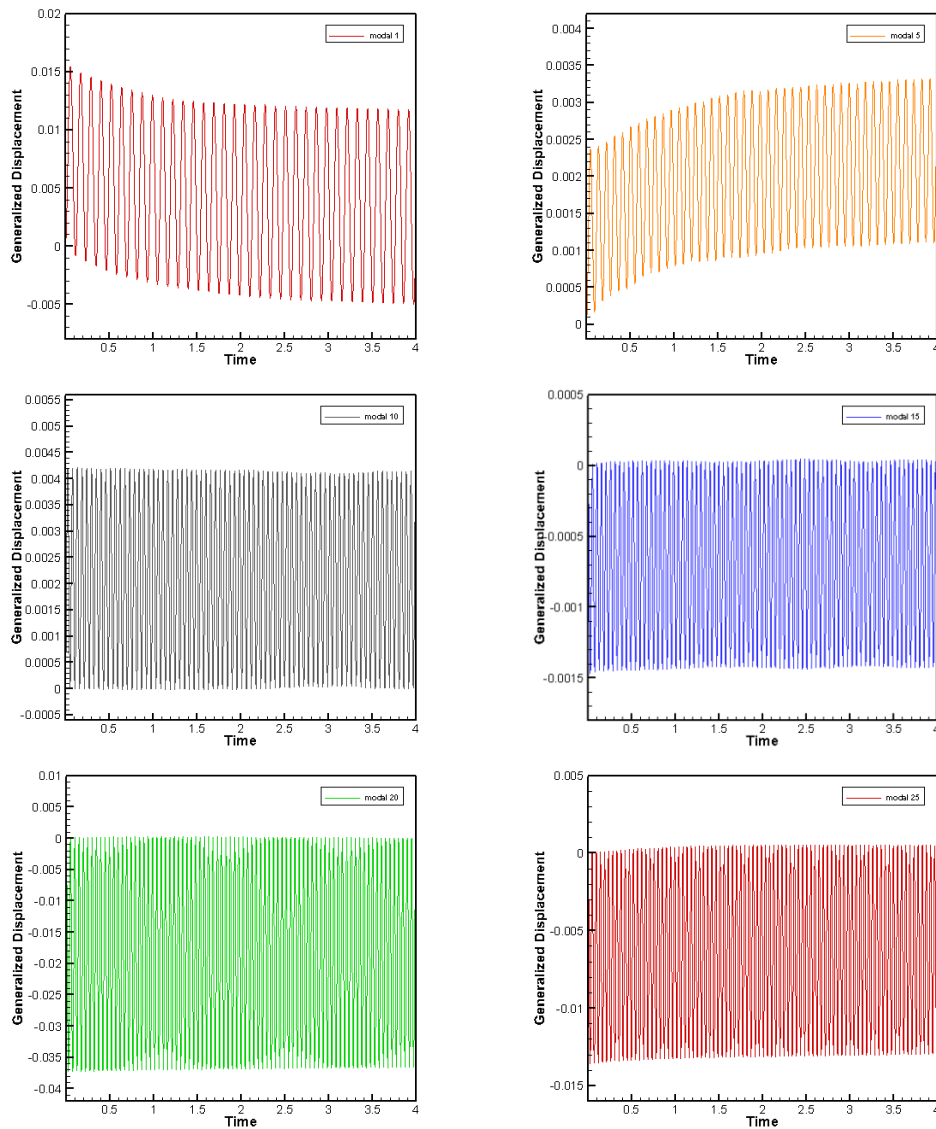 0.02
0.015
0.01
0.005
0
-0.005
Generalized Displacement
modal 1
0.5 1 1.5 2 2.5 3 3.5 4
Time
0.004
0.0035
0.003
0.0025
0.002
0.0015
0.001
0.0005
0
Generalized Displacement
modal 5
0.5 1 1.5 2 2.5 3 3.5 4
Time
0.0055
0.005
0.0045
0.004
0.0035
0.003
0.0025
0.002
0.0015
0.001
0.0005
0
-0.0005
Generalized Displacement
modal 10
0.5 1 1.5 2 2.5 3 3.5 4
Time
0.0005
0
-0.0005
-0.001
-0.0015
Generalized Displacement
modal 15
0.5 1 1.5 2 2.5 3 3.5 4
Time
0.01
0.005
0
-0.005
-0.01
-0.015
-0.02
-0.025
-0.03
-0.035
-0.04
Generalized Displacement
modal 20
0.5 1 1.5 2 2.5 3 3.5 4
Time
0.005
0
-0.005
-0.01
-0.015
Generalized Displacement
modal 25
0.5 1 1.5 2 2.5 3 3.5 4
Time